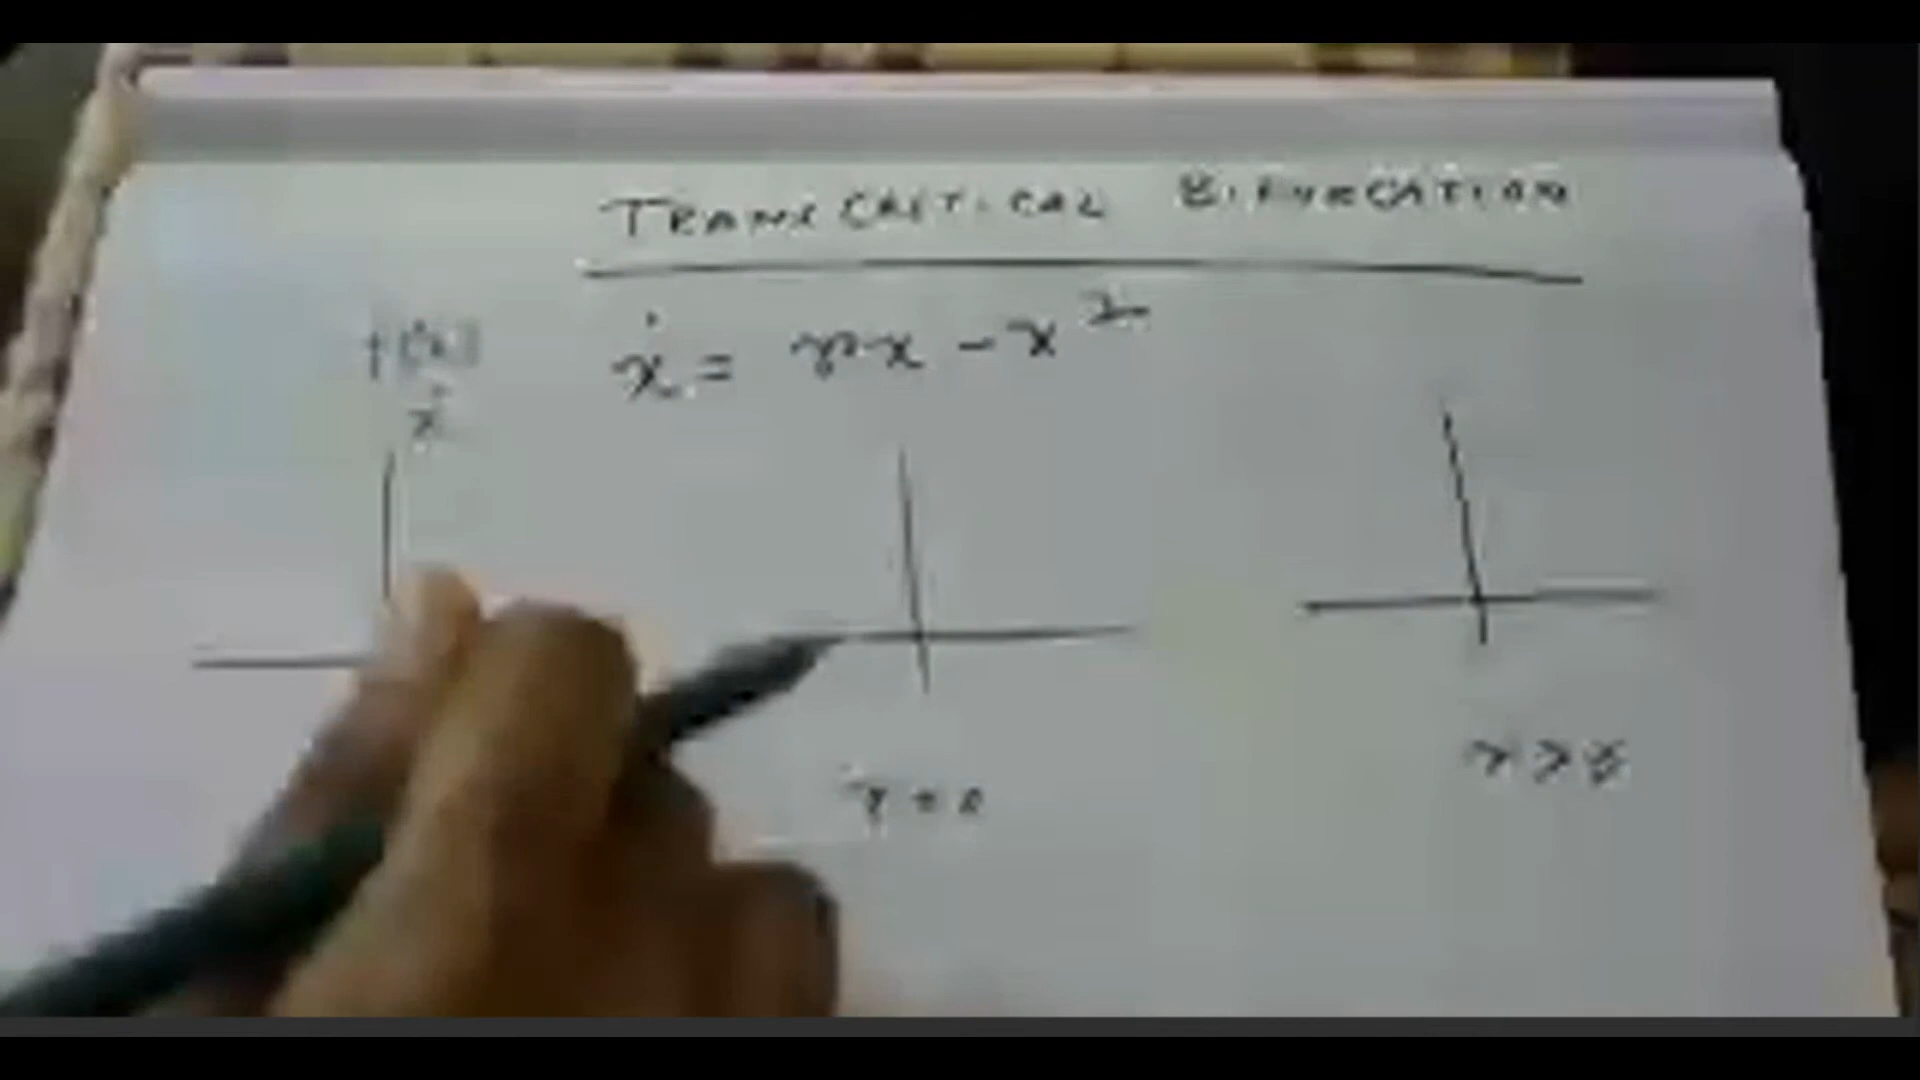 TRANSCRITICAL BIFURCATION
f(x)
ẋ = rx - x²
ẋ
r = 0
r > 0